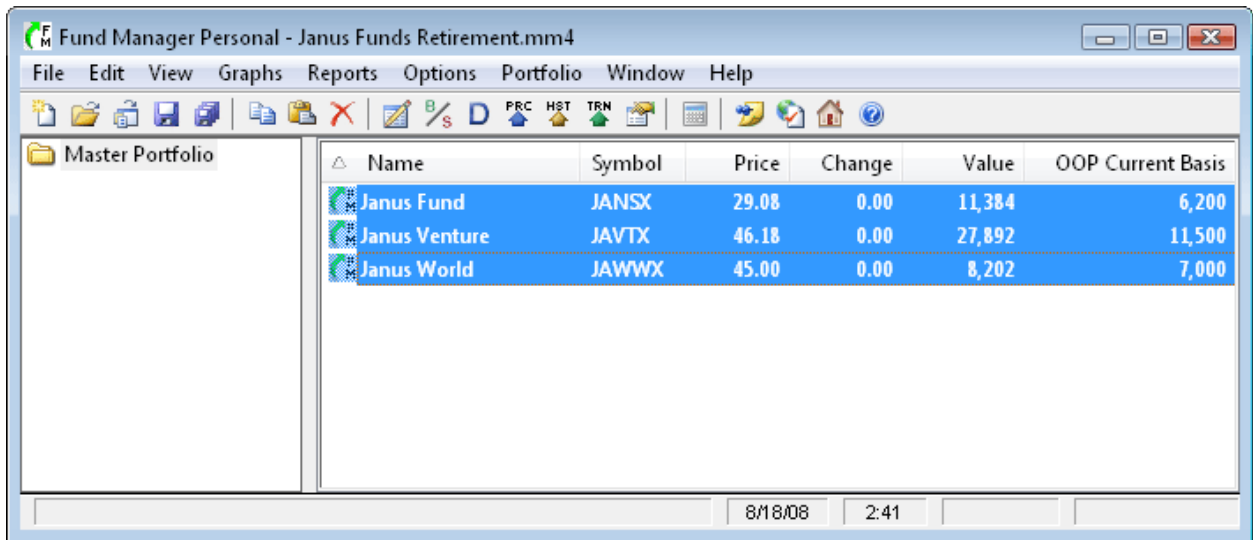 Fund Manager Personal - Janus Funds Retirement.mm4
File Edit View Graphs Reports Options Portfolio Window Help
B/S D PRC HST TRN
Master Portfolio
Name Symbol Price Change Value OOP Current Basis
Janus Fund JANSX 29.08 0.00 11,384 6,200
Janus Venture JAVTX 46.18 0.00 27,892 11,500
Janus World JAWWX 45.00 0.00 8,202 7,000
8/18/08 2:41